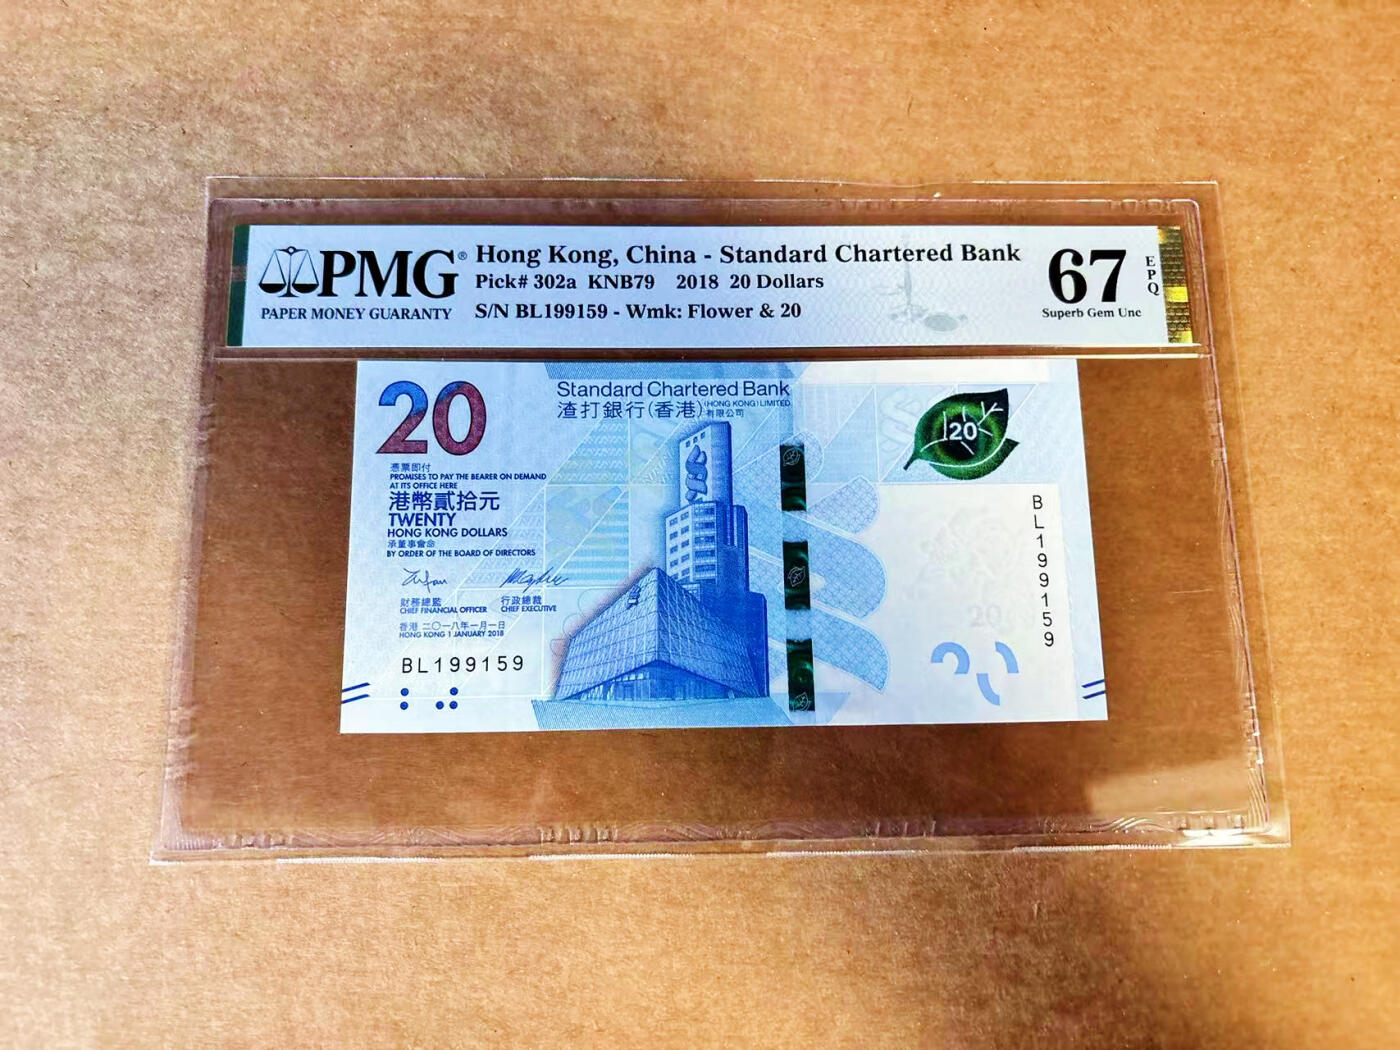 PMG®
PAPER MONEY GUARANTY
Hong Kong, China - Standard Chartered Bank
Pick# 302a KNB79 2018 20 Dollars
S/N BL199159 - Wmk: Flower & 20
67
EPQ
Superb Gem Unc
20
Standard Chartered Bank
渣打銀行(香港)(HONG KONG) LIMITED
有限公司
20
憑票即付
PROMISES TO PAY THE BEARER ON DEMAND
AT ITS OFFICE HERE
港幣貳拾元
TWENTY
HONG KONG DOLLARS
承董事會命
BY ORDER OF THE BOARD OF DIRECTORS
財務總監
CHIEF FINANCIAL OFFICER
行政總裁
CHIEF EXECUTIVE
香港 二〇一八年一月一日
HONG KONG 1 JANUARY 2018
BL199159
BL199159
20